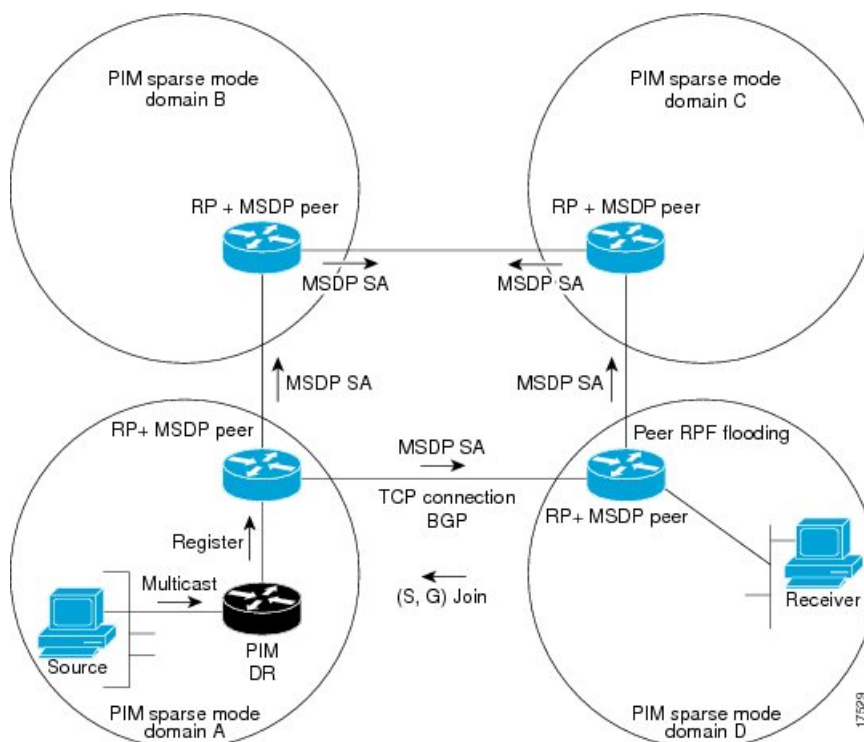 PIM sparse mode
domain B
PIM sparse mode
domain C
RP + MSDP peer
RP + MSDP peer
MSDP SA
MSDP SA
MSDP SA
MSDP SA
RP+ MSDP peer
MSDP SA
Peer RPF flooding
TCP connection
BGP
RP+ MSDP peer
Register
Multicast
(S, G) Join
Receiver
Source
PIM
DR
PIM sparse mode
domain A
PIM sparse mode
domain D
17529